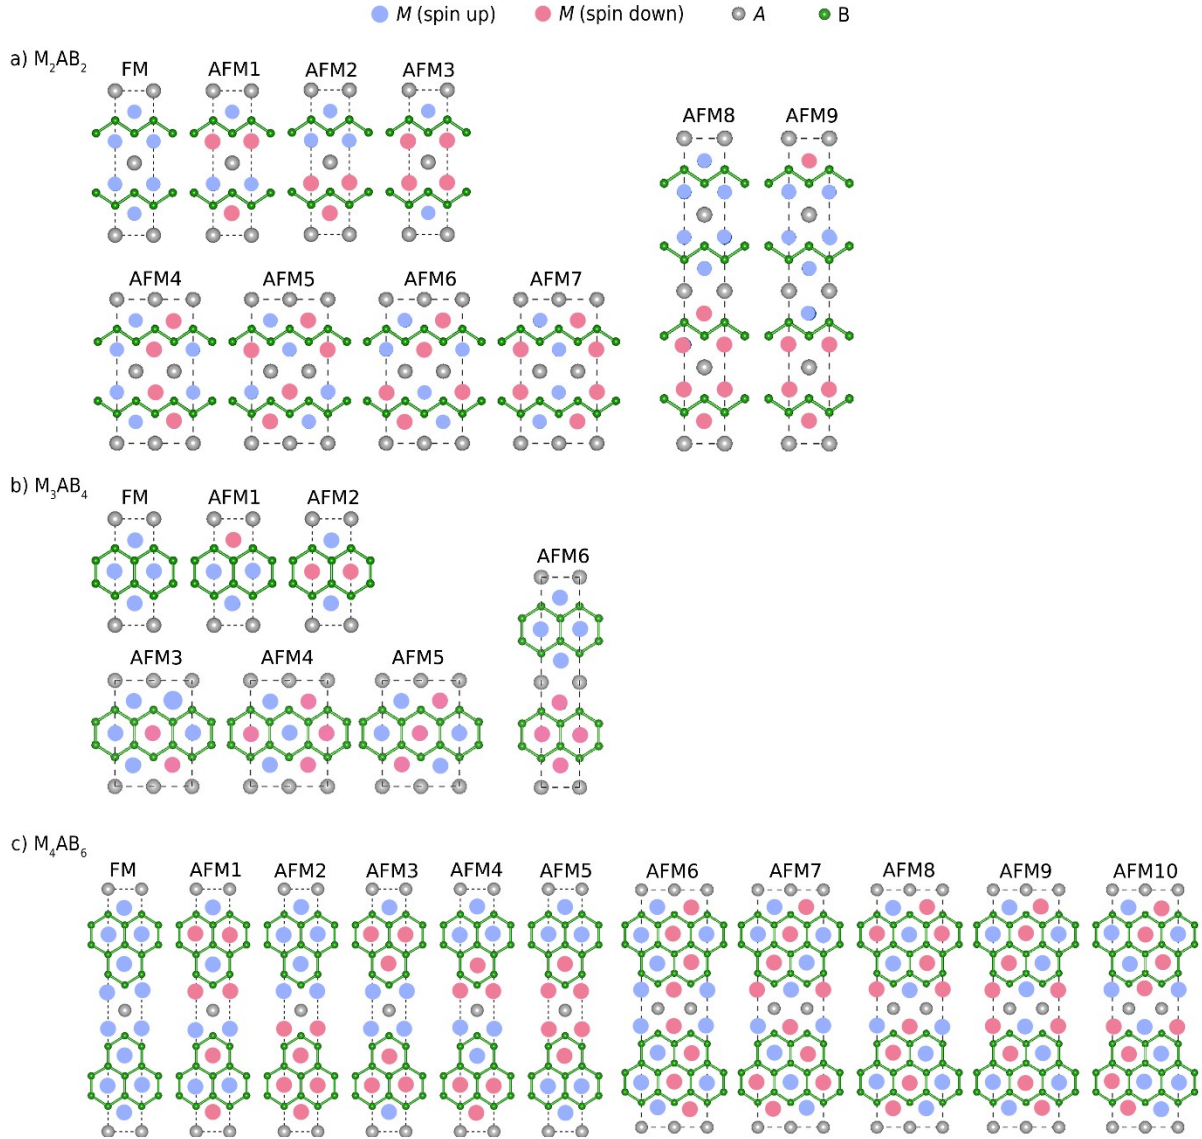 M (spin up) M (spin down) A B
a) M₂AB₂
FM AFM1 AFM2 AFM3
AFM8 AFM9
AFM4 AFM5 AFM6 AFM7
b) M₃AB₄
FM AFM1 AFM2
AFM6
AFM3 AFM4 AFM5
c) M₄AB₆
FM AFM1 AFM2 AFM3 AFM4 AFM5 AFM6 AFM7 AFM8 AFM9 AFM10